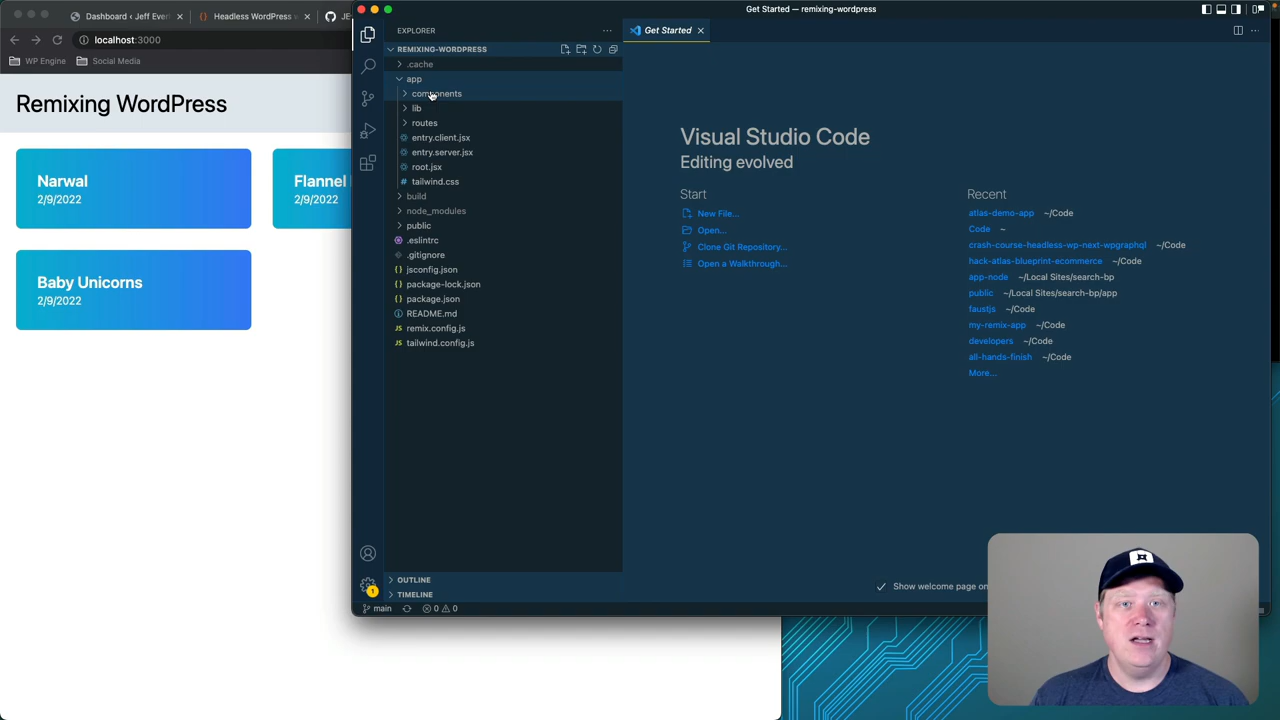 Dashboard ‹ Jeff Ever
Headless WordPress w
JE
localhost:3000
WP Engine
Social Media
Remixing WordPress
Narwal
2/9/2022
Flannel
2/9/2022
Baby Unicorns
2/9/2022
Get Started — remixing-wordpress
EXPLORER
REMIXING-WORDPRESS
.cache
app
components
lib
routes
entry.client.jsx
entry.server.jsx
root.jsx
tailwind.css
build
node_modules
public
.eslintrc
.gitignore
jsconfig.json
package-lock.json
package.json
README.md
remix.config.js
tailwind.config.js
OUTLINE
TIMELINE
1
main
0
0
Get Started
Visual Studio Code
Editing evolved
Start
New File...
Open...
Clone Git Repository...
Open a Walkthrough...
Recent
atlas-demo-app ~/Code
Code ~
crash-course-headless-wp-next-wpgraphql ~/Code
hack-atlas-blueprint-ecommerce ~/Code
app-node ~/Local Sites/search-bp
public ~/Local Sites/search-bp/app
faustjs ~/Code
my-remix-app ~/Code
developers ~/Code
all-hands-finish ~/Code
More...
Show welcome page on